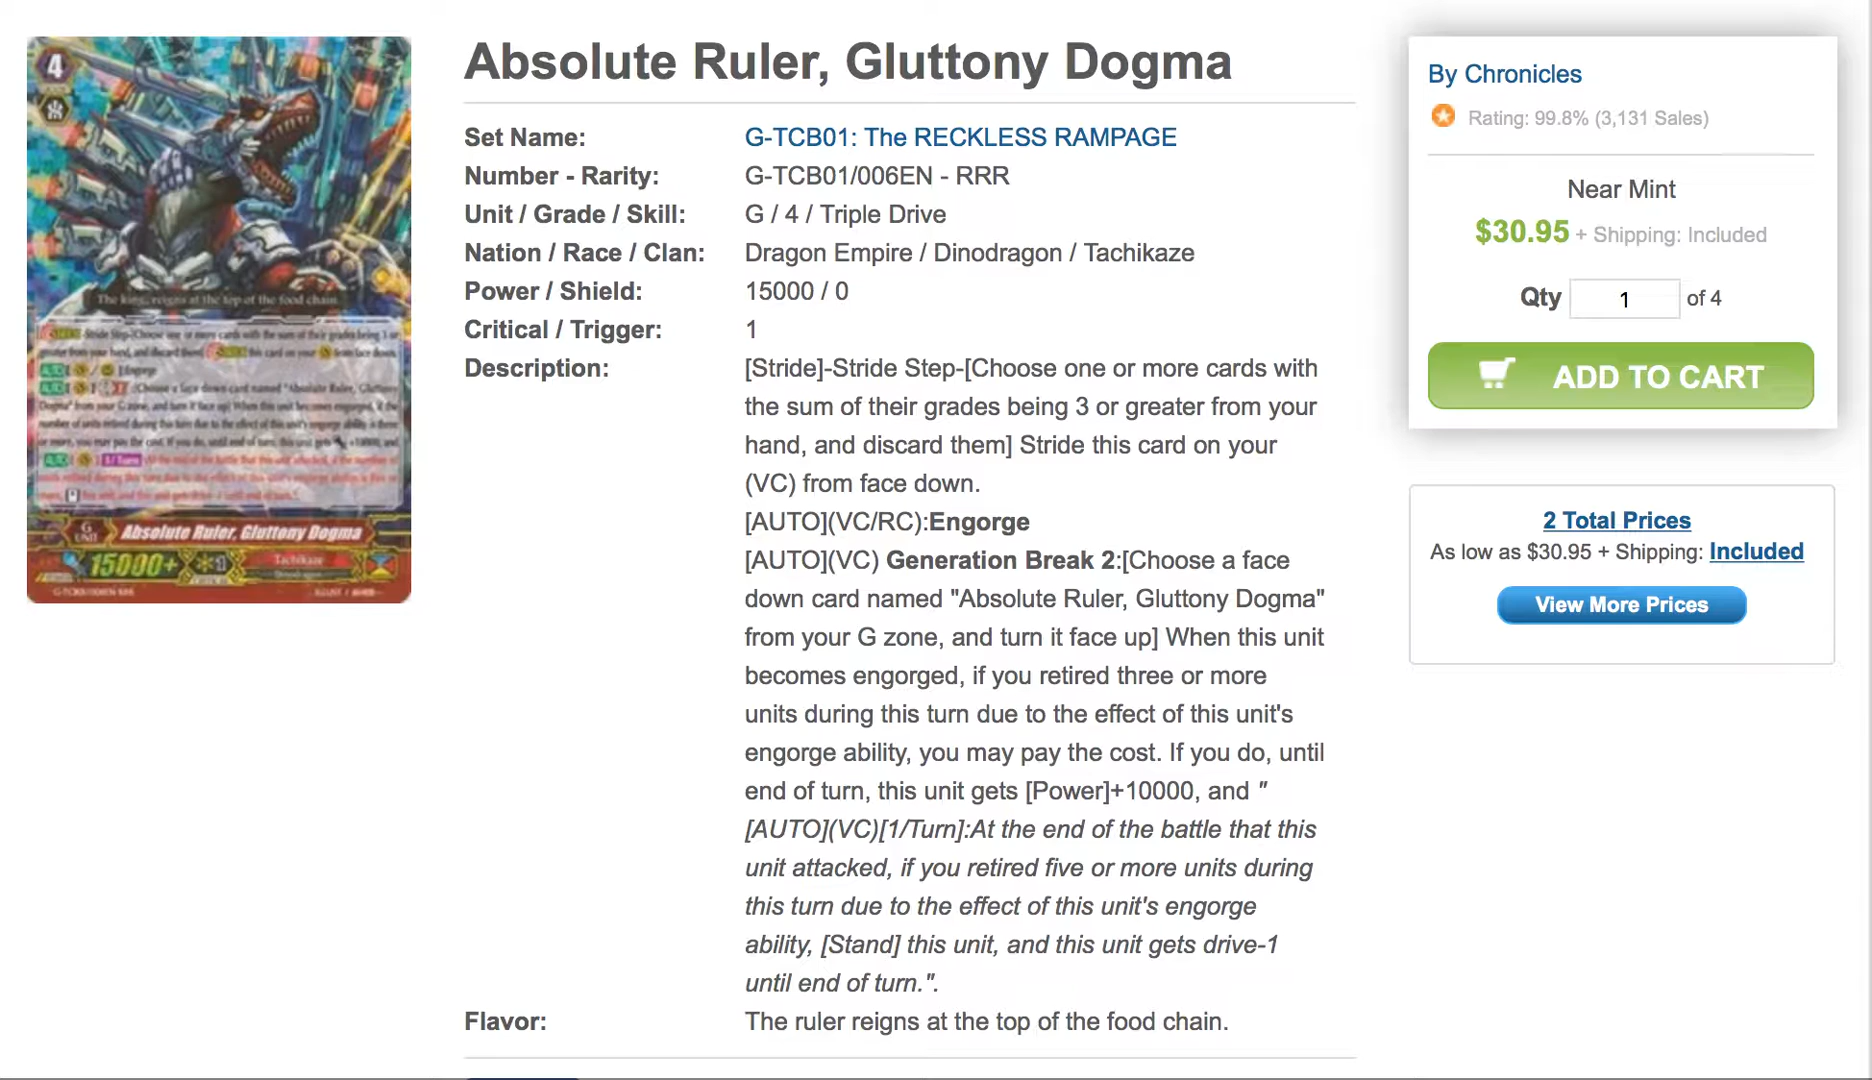 Absolute Ruler, Gluttony Dogma
Set Name: G-TCB01: The RECKLESS RAMPAGE
Number - Rarity: G-TCB01/006EN - RRR
Unit / Grade / Skill: G / 4 / Triple Drive
Nation / Race / Clan: Dragon Empire / Dinodragon / Tachikaze
Power / Shield: 15000 / 0
Critical / Trigger: 1
Description: [Stride]-Stride Step-[Choose one or more cards with
the sum of their grades being 3 or greater from your
hand, and discard them] Stride this card on your
(VC) from face down.
[AUTO](VC/RC):Engorge
[AUTO](VC) Generation Break 2:[Choose a face
down card named "Absolute Ruler, Gluttony Dogma"
from your G zone, and turn it face up] When this unit
becomes engorged, if you retired three or more
units during this turn due to the effect of this unit's
engorge ability, you may pay the cost. If you do, until
end of turn, this unit gets [Power]+10000, and "
[AUTO](VC)[1/Turn]:At the end of the battle that this
unit attacked, if you retired five or more units during
this turn due to the effect of this unit's engorge
ability, [Stand] this unit, and this unit gets drive-1
until end of turn.".
Flavor: The ruler reigns at the top of the food chain.
By Chronicles
Rating: 99.8% (3,131 Sales)
Near Mint
$30.95 + Shipping: Included
Qty 1 of 4
ADD TO CART
2 Total Prices
As low as $30.95 + Shipping: Included
View More Prices
4
The king, reigns at the top of the food chain.
G UNIT
Absolute Ruler, Gluttony Dogma
15000+
Tachikaze